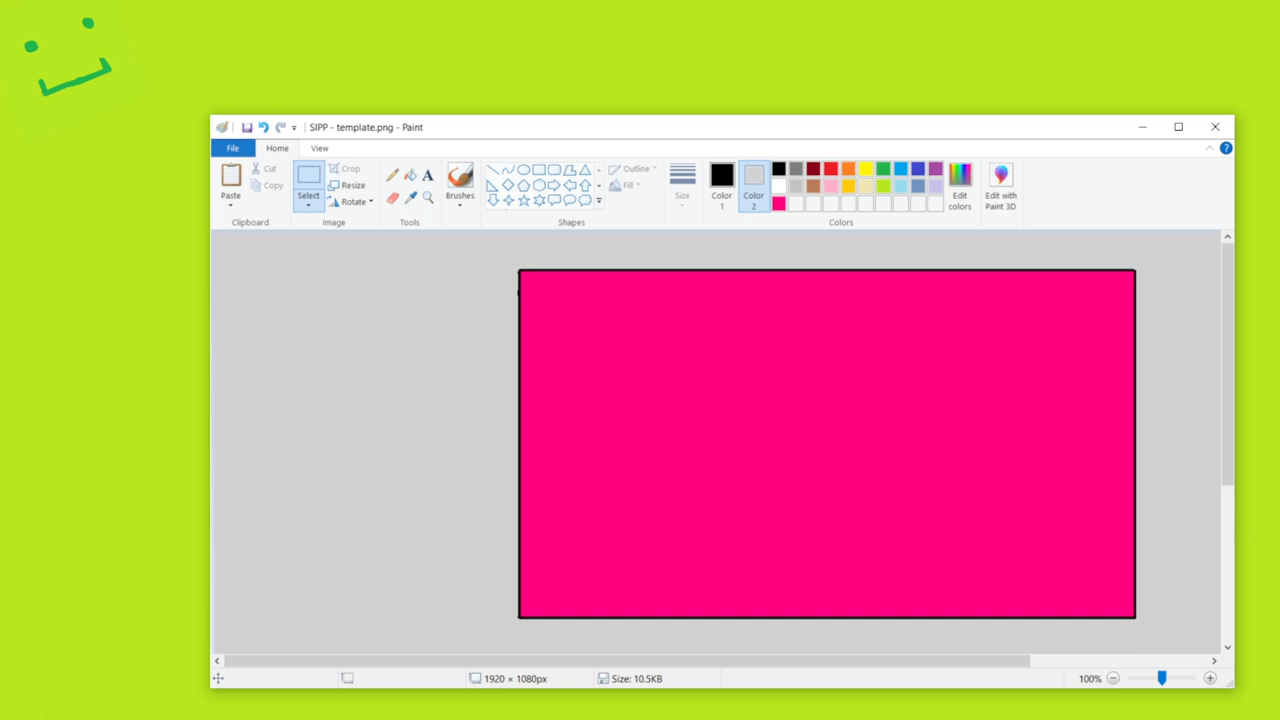 SIPP - template.png - Paint
File Home View
Paste Cut Copy Clipboard
Select Crop Resize Rotate Image
Tools
Brushes
Outline Fill Shapes
Size
Color 1 Color 2 Edit colors Colors
Edit with Paint 3D
1920 × 1080px Size: 10.5KB 100%